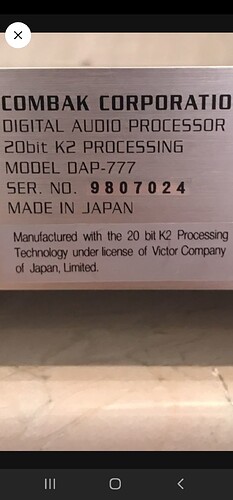 COMBAK CORPORATIO
DIGITAL AUDIO PROCESSOR
20bit K2 PROCESSING
MODEL DAP-777
SER. NO. 9807024
MADE IN JAPAN
Manufactured with the 20 bit K2 Processing
Technology under license of Victor Company
of Japan, Limited.